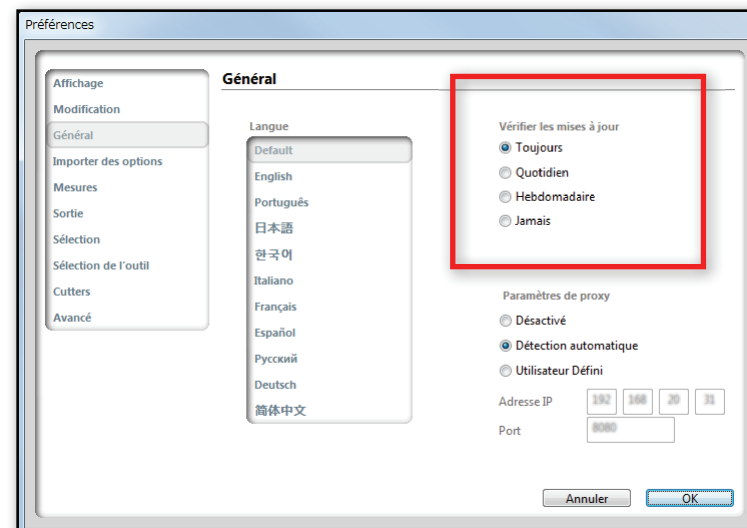 Préférences
Affichage
Modification
Général
Importer des options
Mesures
Sortie
Sélection
Sélection de l'outil
Cutters
Avancé
Général
Langue
Default
English
Português
日本語
한국어
Italiano
Français
Español
Русский
Deutsch
简体中文
Vérifier les mises à jour
Toujours
Quotidien
Hebdomadaire
Jamais
Paramètres de proxy
Désactivé
Détection automatique
Utilisateur Défini
Adresse IP 192 168 20 31
Port 8080
Annuler OK